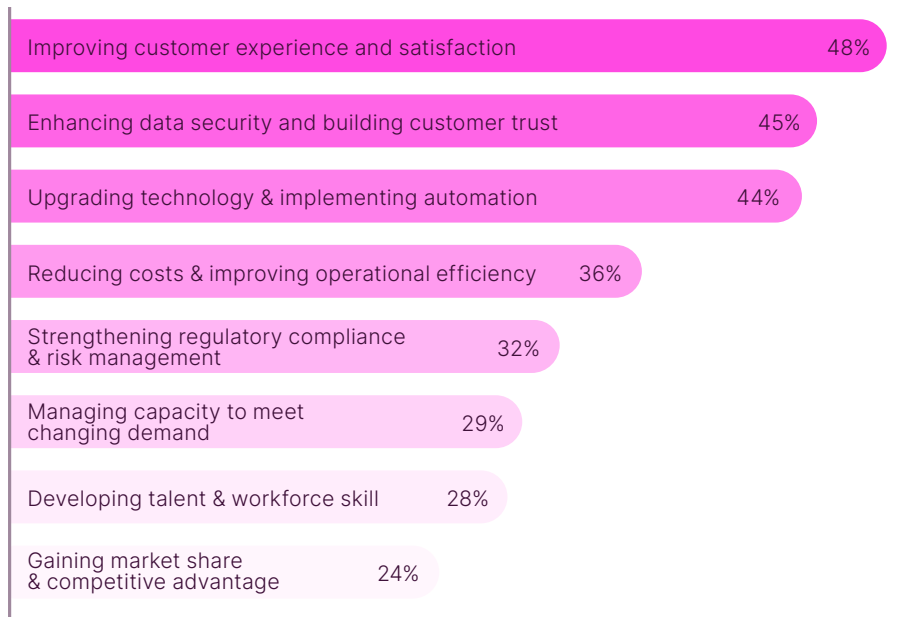 Improving customer experience and satisfaction 48%
Enhancing data security and building customer trust 45%
Upgrading technology & implementing automation 44%
Reducing costs & improving operational efficiency 36%
Strengthening regulatory compliance
& risk management 32%
Managing capacity to meet
changing demand 29%
Developing talent & workforce skill 28%
Gaining market share
& competitive advantage 24%